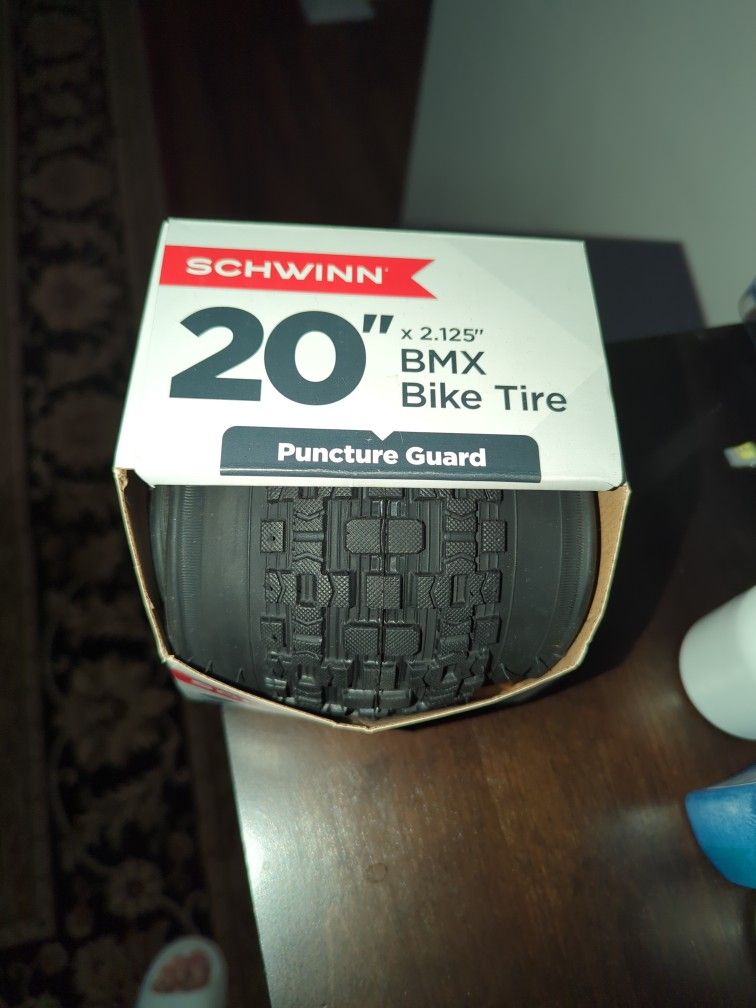 SCHWINN
20" x 2.125"
BMX
Bike Tire
Puncture Guard